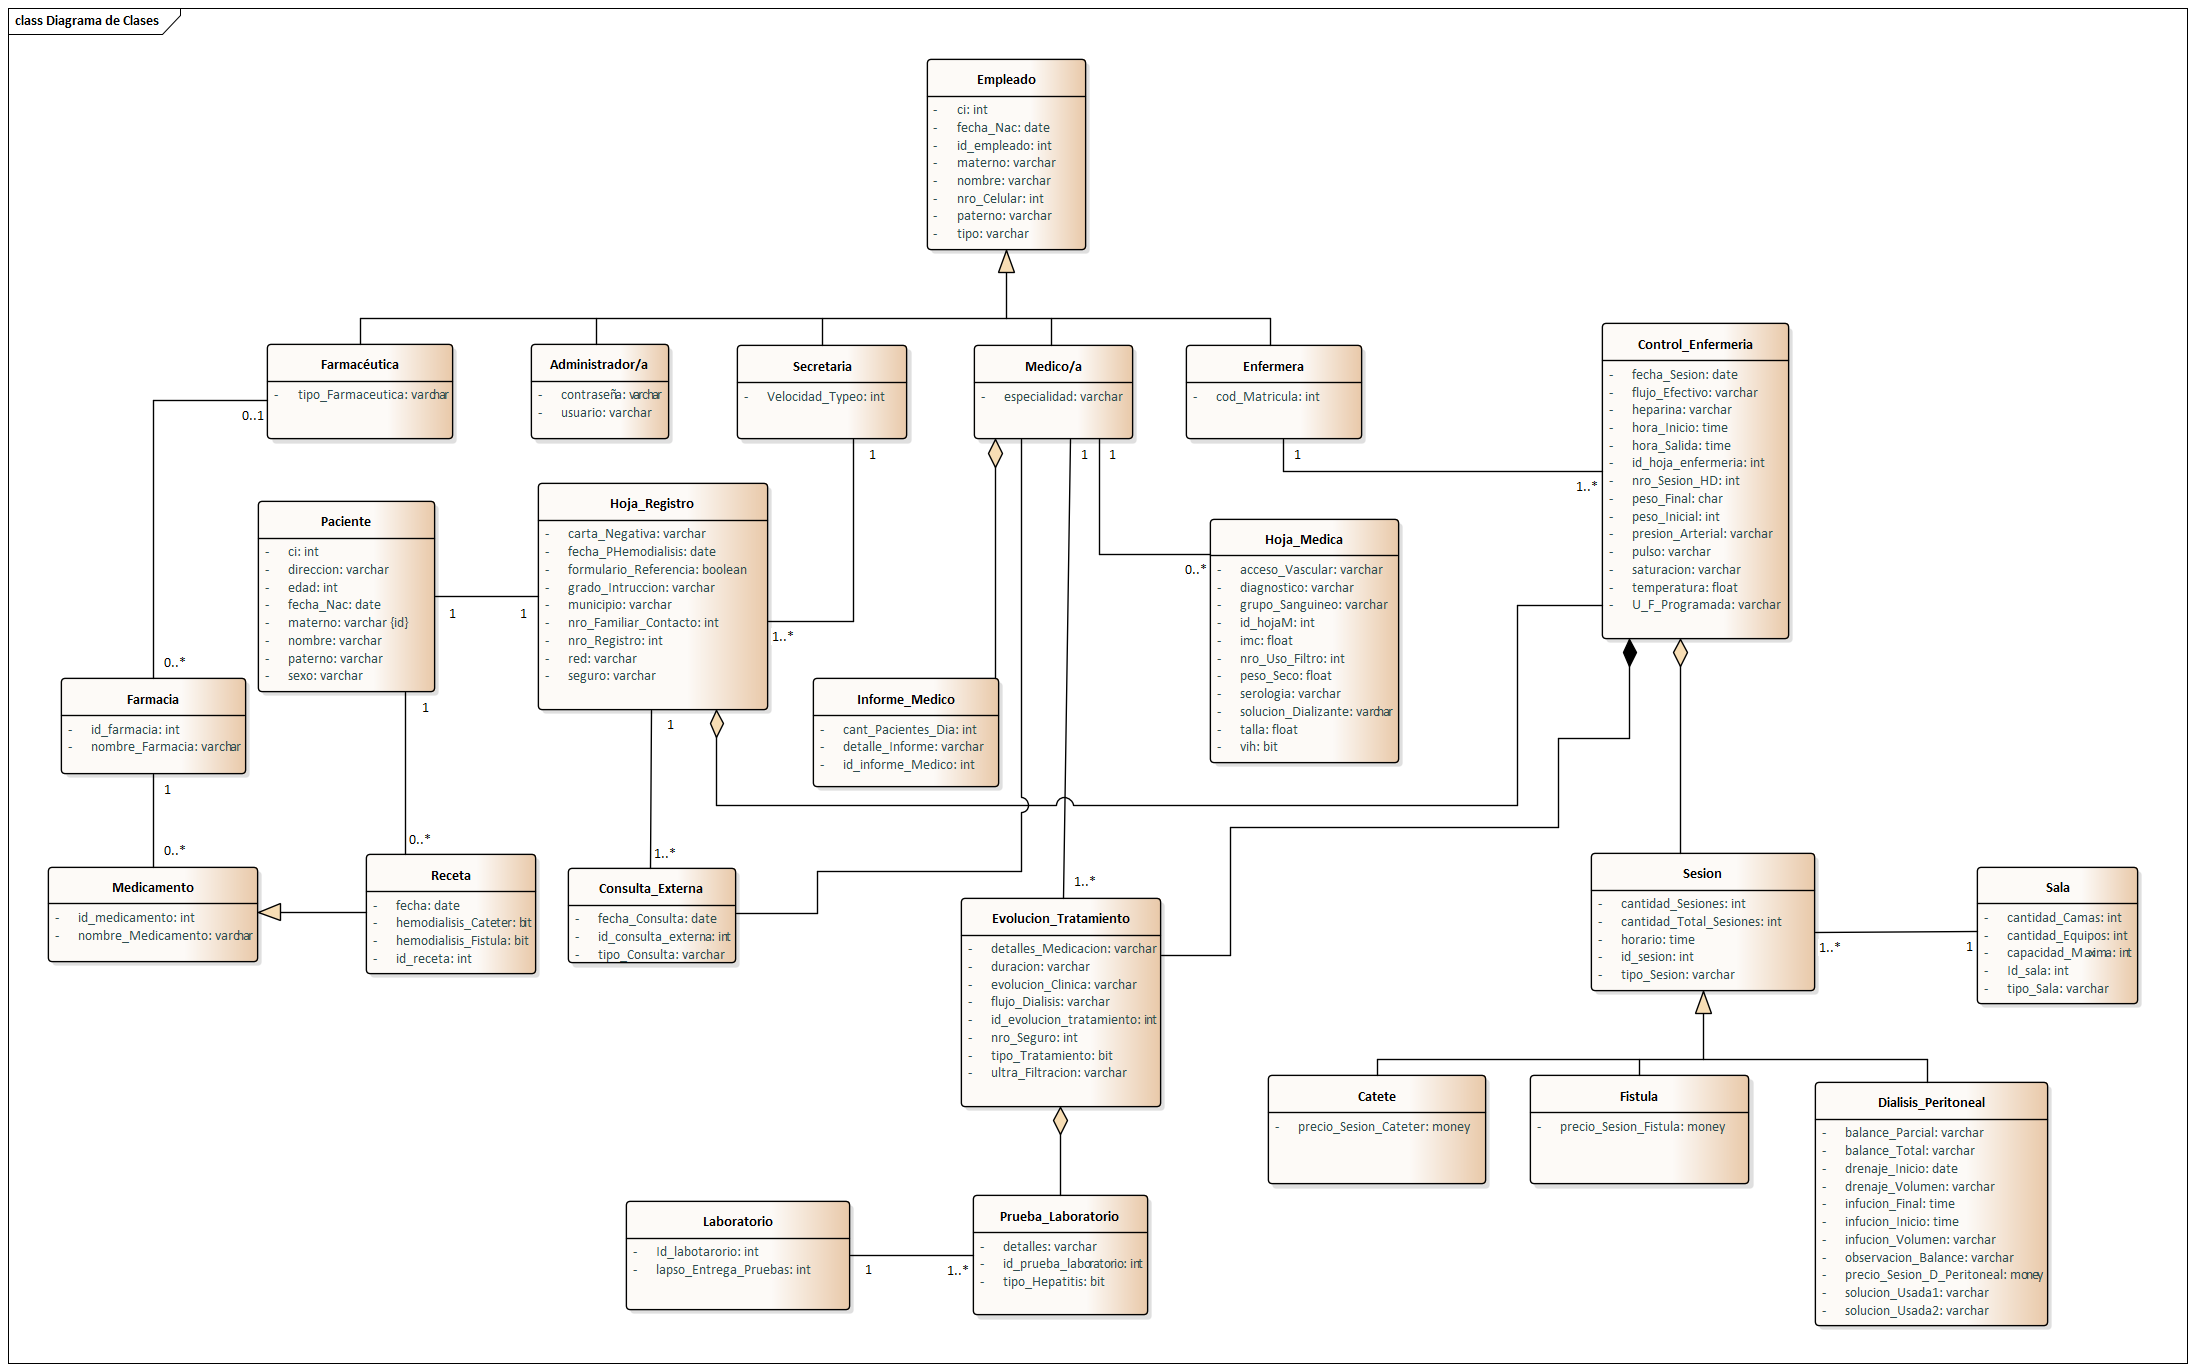 class Diagrama de Clases
Empleado
- ci: int
- fecha_Nac: date
- id_empleado: int
- materno: varchar
- nombre: varchar
- nro_Celular: int
- paterno: varchar
- tipo: varchar
Farmacéutica
- tipo_Farmaceutica: varchar
0..1
Administrador/a
- contraseña: varchar
- usuario: varchar
Secretaria
- Velocidad_Typeo: int
1
Medico/a
- especialidad: varchar
1
1
Enfermera
- cod_Matricula: int
1
Control_Enfermeria
- fecha_Sesion: date
- flujo_Efectivo: varchar
- heparina: varchar
- hora_Inicio: time
- hora_Salida: time
- id_hoja_enfermeria: int
- nro_Sesion_HD: int
- peso_Final: char
- peso_Inicial: int
- presion_Arterial: varchar
- pulso: varchar
- saturacion: varchar
- temperatura: float
- U_F_Programada: varchar
1..*
Paciente
- ci: int
- direccion: varchar
- edad: int
- fecha_Nac: date
- materno: varchar {id}
- nombre: varchar
- paterno: varchar
- sexo: varchar
1
1
1
Hoja_Registro
- carta_Negativa: varchar
- fecha_PHemodialisis: date
- formulario_Referencia: boolean
- grado_Intruccion: varchar
- municipio: varchar
- nro_Familiar_Contacto: int
- nro_Registro: int
- red: varchar
- seguro: varchar
1..*
1
Hoja_Medica
- acceso_Vascular: varchar
- diagnostico: varchar
- grupo_Sanguineo: varchar
- id_hojaM: int
- imc: float
- nro_Uso_Filtro: int
- peso_Seco: float
- serologia: varchar
- solucion_Dializante: varchar
- talla: float
- vih: bit
0..*
0..*
Farmacia
- id_farmacia: int
- nombre_Farmacia: varchar
1
Informe_Medico
- cant_Pacientes_Dia: int
- detalle_Informe: varchar
- id_informe_Medico: int
0..*
Medicamento
- id_medicamento: int
- nombre_Medicamento: varchar
0..*
Receta
- fecha: date
- hemodialisis_Cateter: bit
- hemodialisis_Fistula: bit
- id_receta: int
1..*
Consulta_Externa
- fecha_Consulta: date
- id_consulta_externa: int
- tipo_Consulta: varchar
1..*
Evolucion_Tratamiento
- detalles_Medicacion: varchar
- duracion: varchar
- evolucion_Clinica: varchar
- flujo_Dialisis: varchar
- id_evolucion_tratamiento: int
- nro_Seguro: int
- tipo_Tratamiento: bit
- ultra_Filtracion: varchar
Sesion
- cantidad_Sesiones: int
- cantidad_Total_Sesiones: int
- horario: time
- id_sesion: int
- tipo_Sesion: varchar
1..*
1
Sala
- cantidad_Camas: int
- cantidad_Equipos: int
- capacidad_Maxima: int
- Id_sala: int
- tipo_Sala: varchar
Catete
- precio_Sesion_Cateter: money
Fistula
- precio_Sesion_Fistula: money
Dialisis_Peritoneal
- balance_Parcial: varchar
- balance_Total: varchar
- drenaje_Inicio: date
- drenaje_Volumen: varchar
- infucion_Final: time
- infucion_Inicio: time
- infucion_Volumen: varchar
- observacion_Balance: varchar
- precio_Sesion_D_Peritoneal: money
- solucion_Usada1: varchar
- solucion_Usada2: varchar
Laboratorio
- Id_labotarorio: int
- lapso_Entrega_Pruebas: int
1
1..*
Prueba_Laboratorio
- detalles: varchar
- id_prueba_laboratorio: int
- tipo_Hepatitis: bit